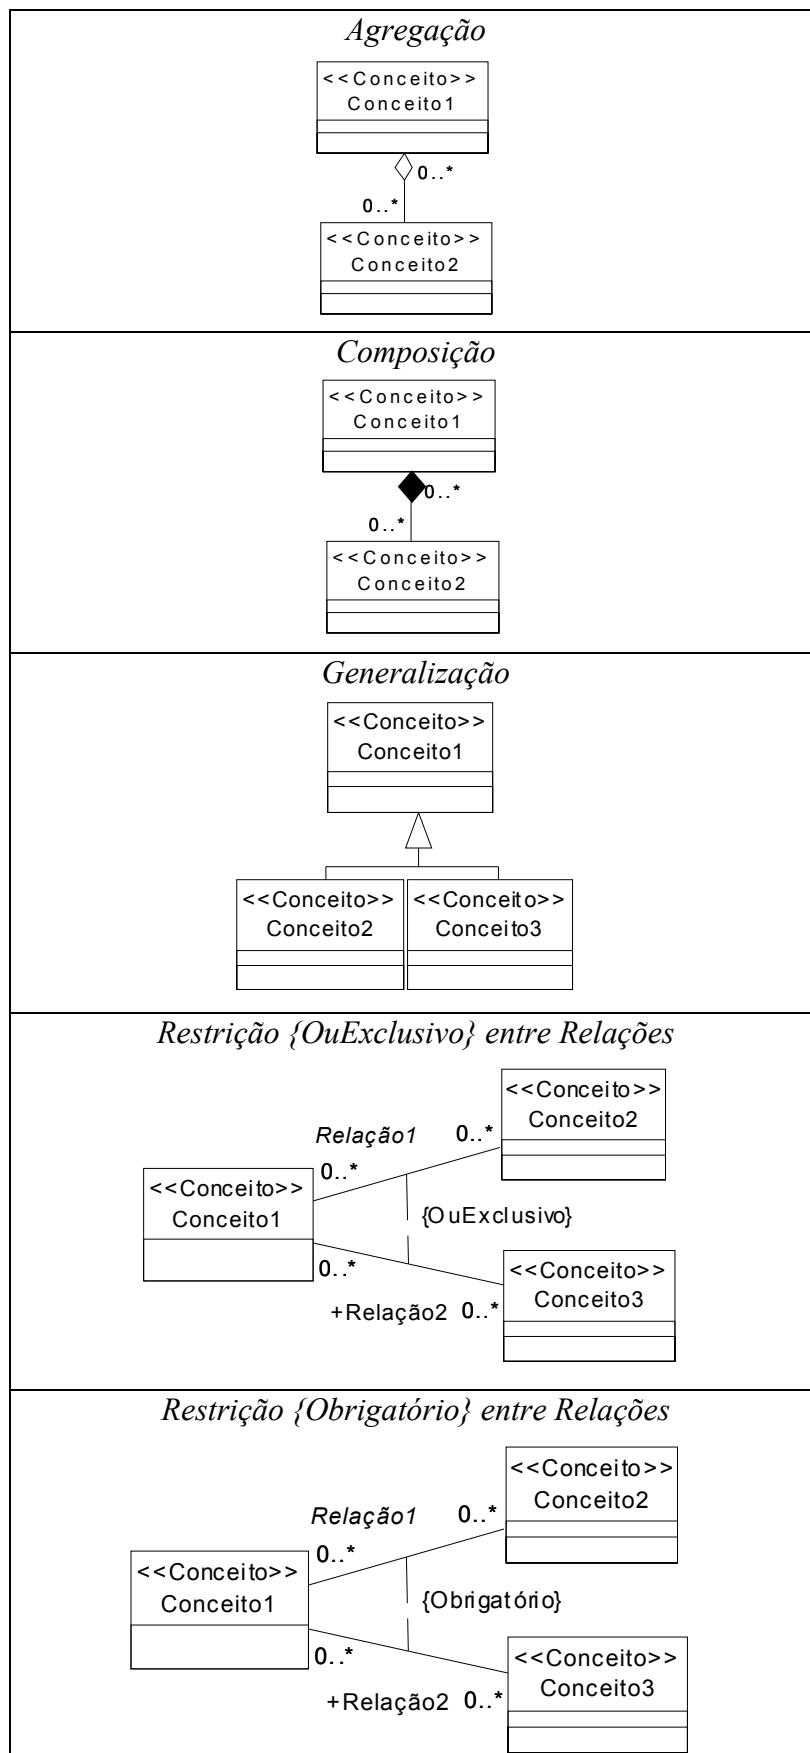 Agregação
<<Conceito>>
Conceito1
0..*
0..*
<<Conceito>>
Conceito2
Composição
<<Conceito>>
Conceito1
0..*
0..*
<<Conceito>>
Conceito2
Generalização
<<Conceito>>
Conceito1
<<Conceito>>
Conceito2
<<Conceito>>
Conceito3
Restrição {OuExclusivo} entre Relações
<<Conceito>>
Conceito2
Relação1
0..*
0..*
<<Conceito>>
Conceito1
{OuExclusivo}
0..*
<<Conceito>>
Conceito3
+Relação2
0..*
Restrição {Obrigatório} entre Relações
<<Conceito>>
Conceito2
Relação1
0..*
0..*
<<Conceito>>
Conceito1
{Obrigatório}
0..*
<<Conceito>>
Conceito3
+Relação2
0..*